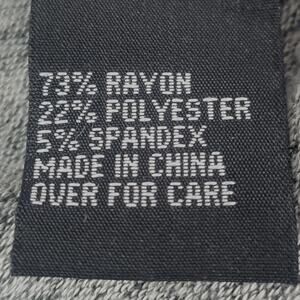 73% RAYON
22% POLYESTER
5% SPANDEX
MADE IN CHINA
OVER FOR CARE